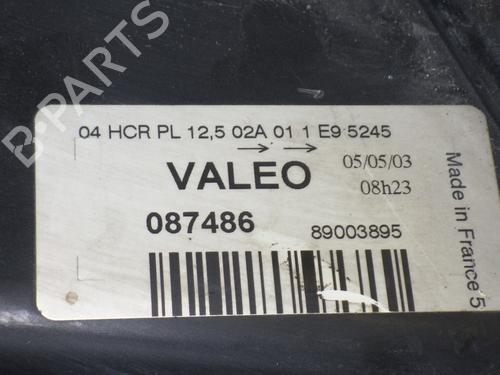 04 HCR PL 12,5 02A 01 1 E9 5245
→ →
VALEO
05/05/03
08h23
087486
89003895
Made in France 5
B-PARTS